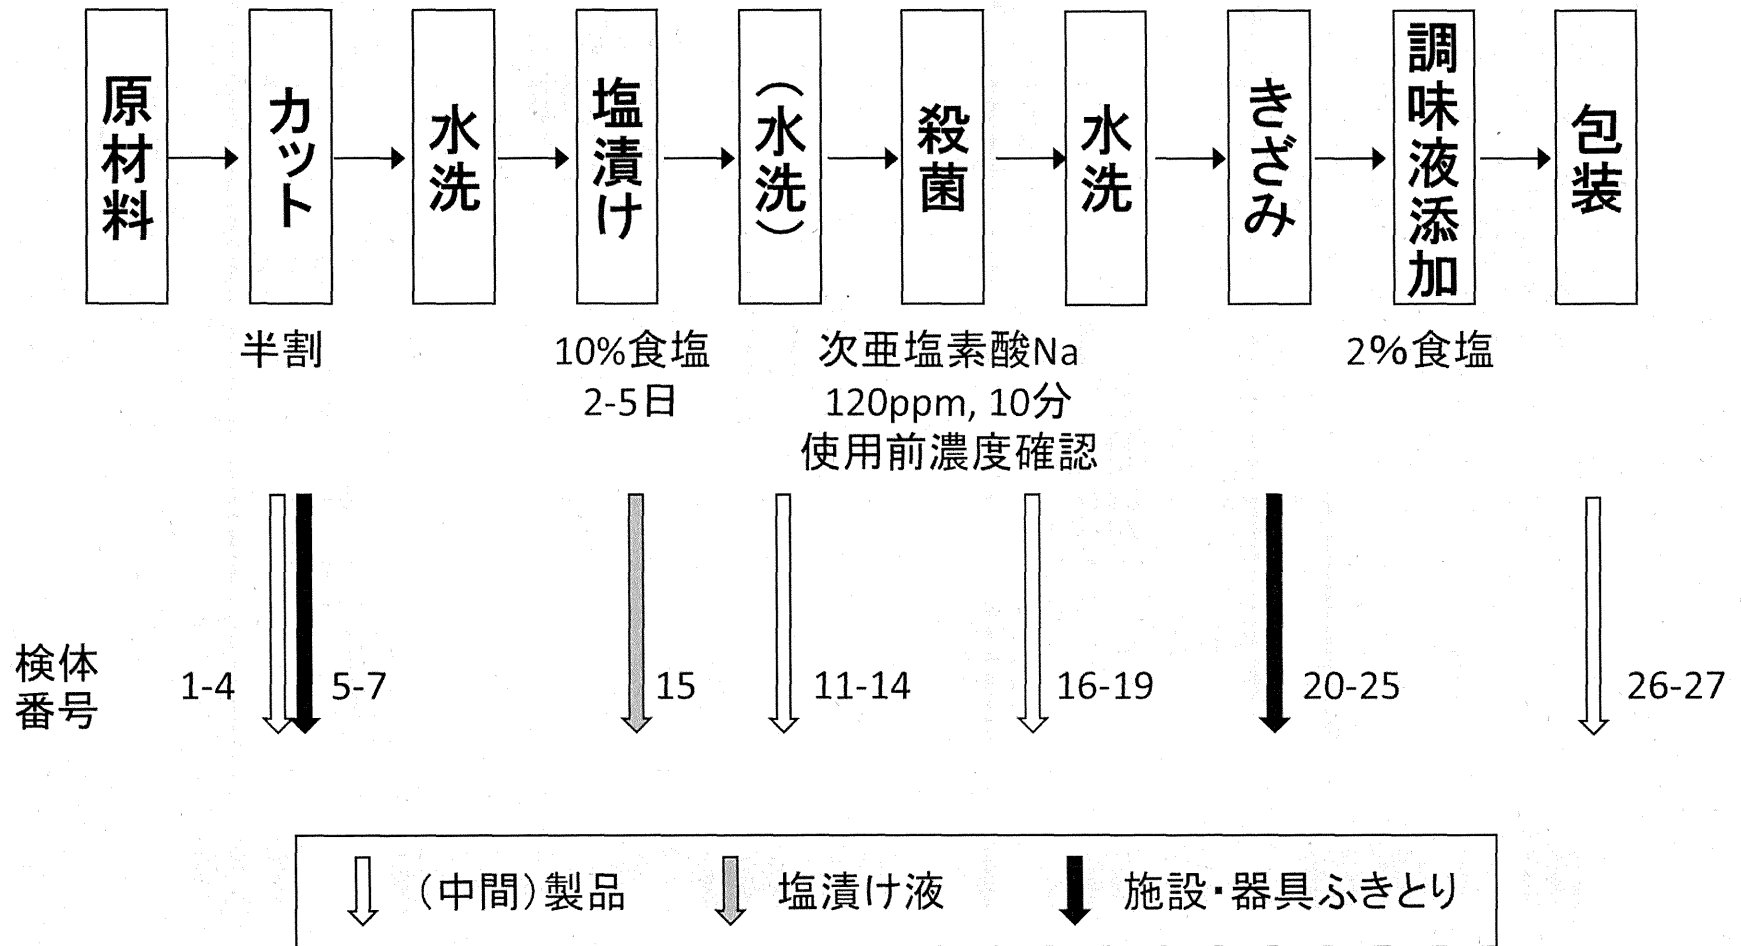 原材料
カット
水洗
塩漬け
（水洗）
殺菌
水洗
きざみ
調味液添加
包装
半割
10%食塩
2-5日
次亜塩素酸Na
120ppm, 10分
使用前濃度確認
2%食塩
検体
番号
1-4
5-7
15
11-14
16-19
20-25
26-27
（中間）製品
塩漬け液
施設・器具ふきとり